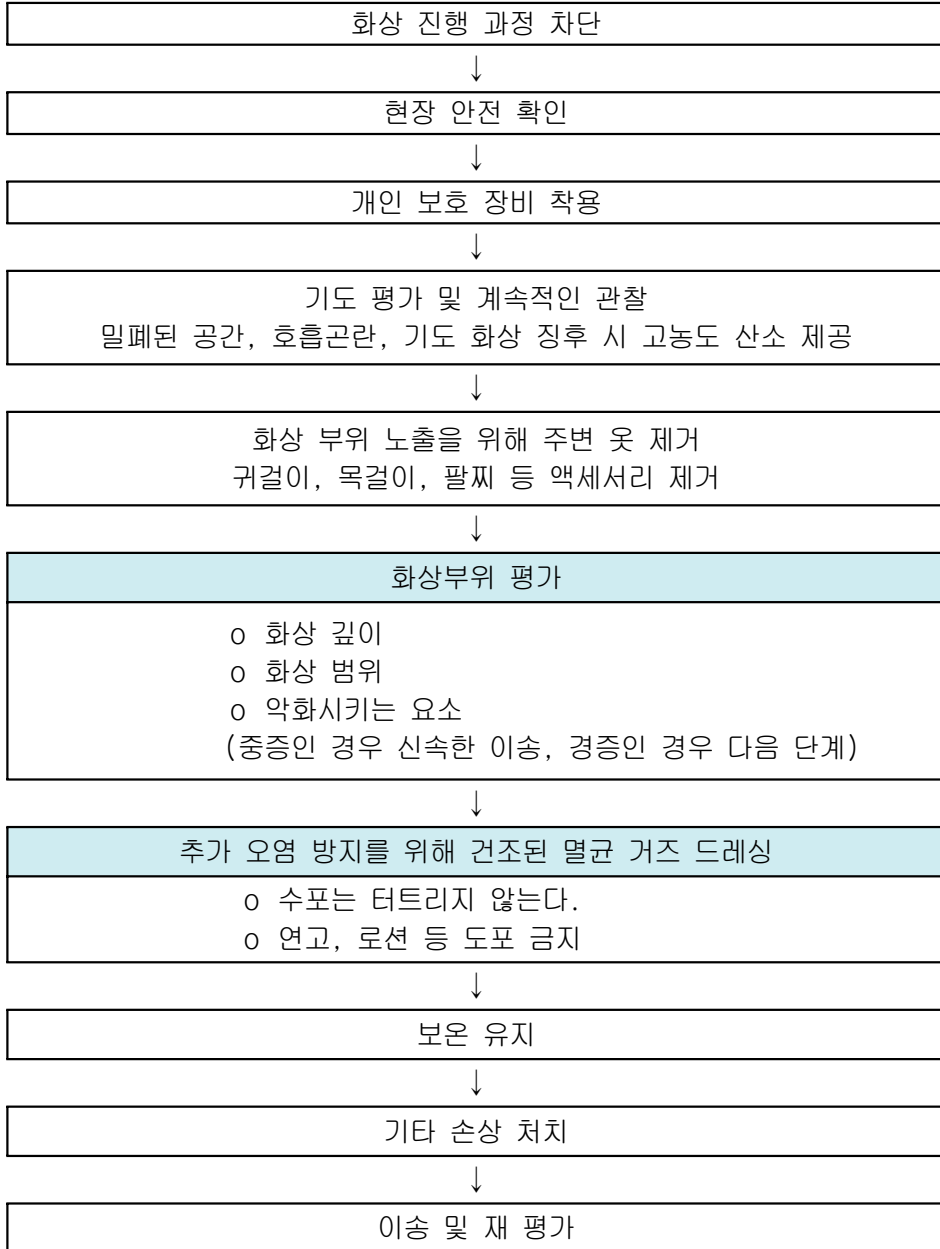 화상 진행 과정 차단
↓
현장 안전 확인
↓
개인 보호 장비 착용
↓
기도 평가 및 계속적인 관찰
밀폐된 공간, 호흡곤란, 기도 화상 징후 시 고농도 산소 제공
↓
화상 부위 노출을 위해 주변 옷 제거
귀걸이, 목걸이, 팔찌 등 액세서리 제거
↓
화상부위 평가
o 화상 깊이
o 화상 범위
o 악화시키는 요소
(중증인 경우 신속한 이송, 경증인 경우 다음 단계)
↓
추가 오염 방지를 위해 건조된 멸균 거즈 드레싱
o 수포는 터트리지 않는다.
o 연고, 로션 등 도포 금지
↓
보온 유지
↓
기타 손상 처치
↓
이송 및 재 평가